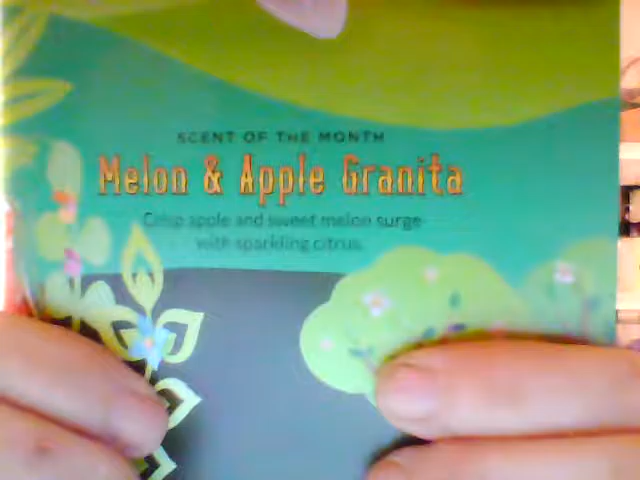 SCENT OF THE MONTH
Melon & Apple Granita
Crisp apple and sweet melon surge
with sparkling citrus.